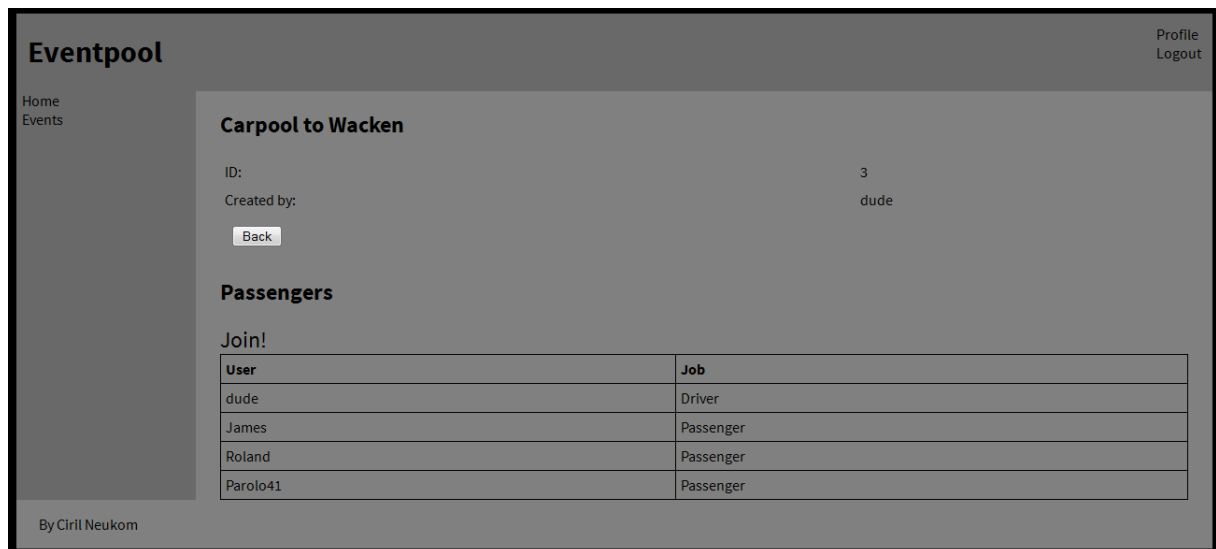 Eventpool
Profile
Logout
Home
Events
Carpool to Wacken
ID: 3
Created by: dude
Back
Passengers
Join!
User Job
dude Driver
James Passenger
Roland Passenger
Parolo41 Passenger
By Ciril Neukom